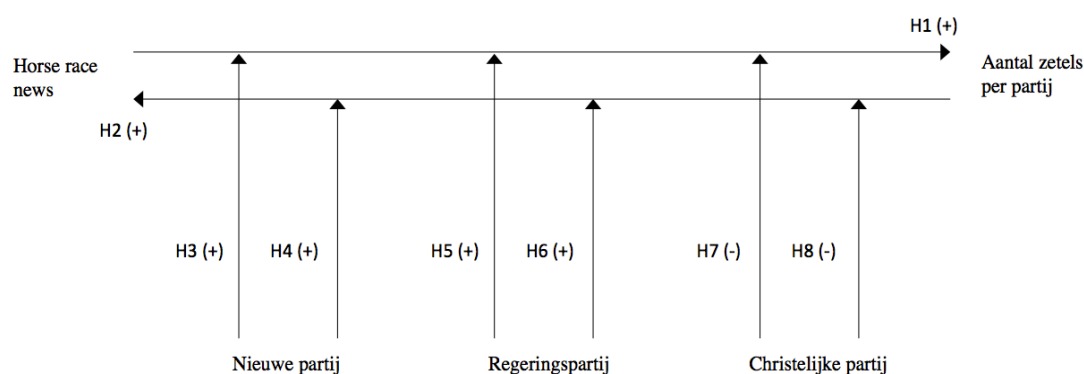 H1 (+)
Horse race
news
Aantal zetels
per partij
H2 (+)
H3 (+)
H4 (+)
H5 (+)
H6 (+)
H7 (-)
H8 (-)
Nieuwe partij
Regeringspartij
Christelijke partij